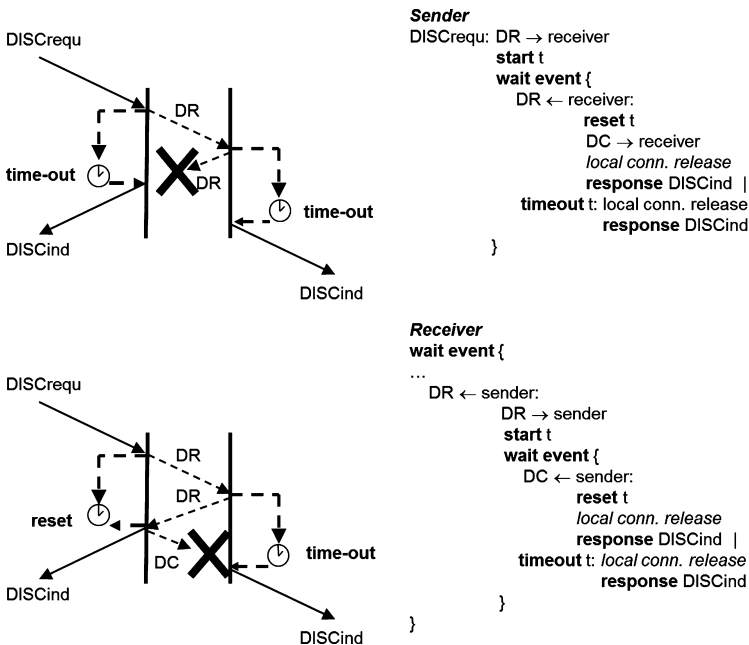 DISCrequ
DR
time-out
DR
time-out
DISCind
DISCind
DISCrequ
DR
DR
reset
DC
time-out
DISCind
DISCind
Sender
DISCrequ: DR → receiver
start t
wait event {
DR ← receiver:
reset t
DC → receiver
local conn. release
response DISCind |
timeout t: local conn. release
response DISCind
}
Receiver
wait event {
...
DR ← sender:
DR → sender
start t
wait event {
DC ← sender:
reset t
local conn. release
response DISCind |
timeout t: local conn. release
response DISCind
}
}